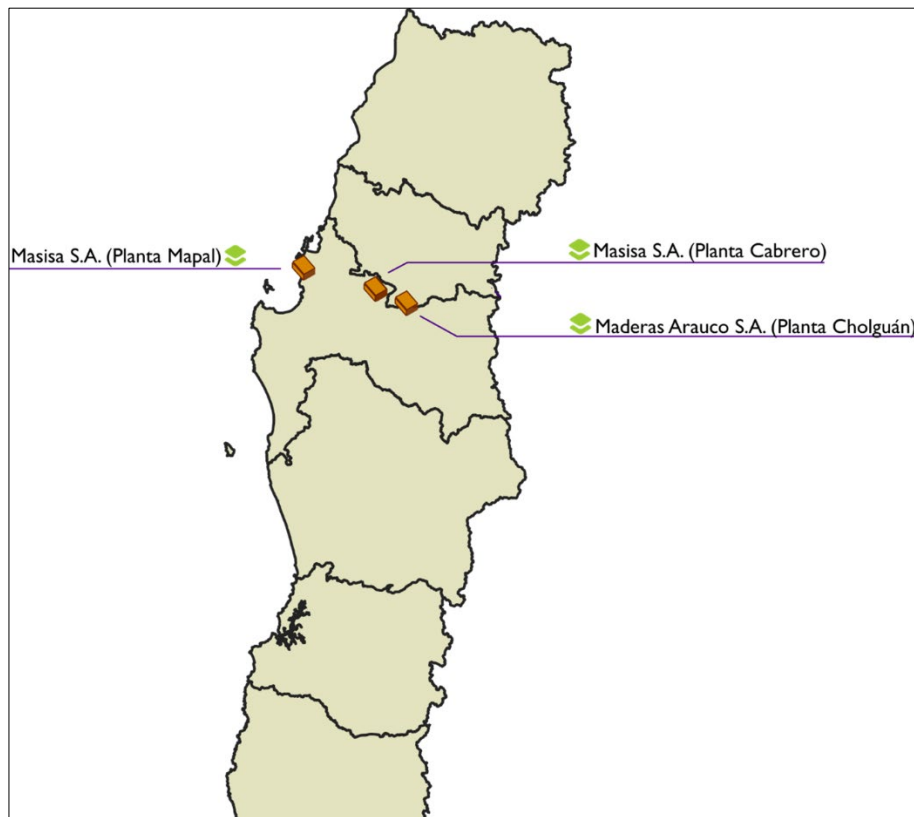 Masisa S.A. (Planta Mapal)
Masisa S.A. (Planta Cabrero)
Maderas Arauco S.A. (Planta Cholguán)